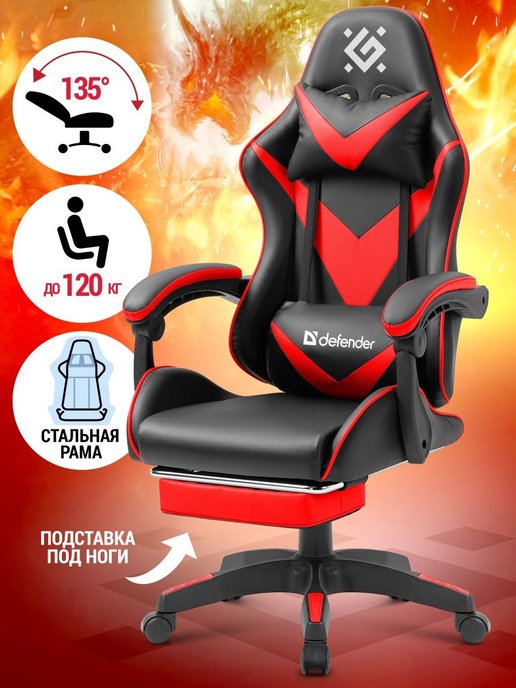 135°
до 120 кг
СТАЛЬНАЯ
РАМА
ПОДСТАВКА
ПОД НОГИ
defender